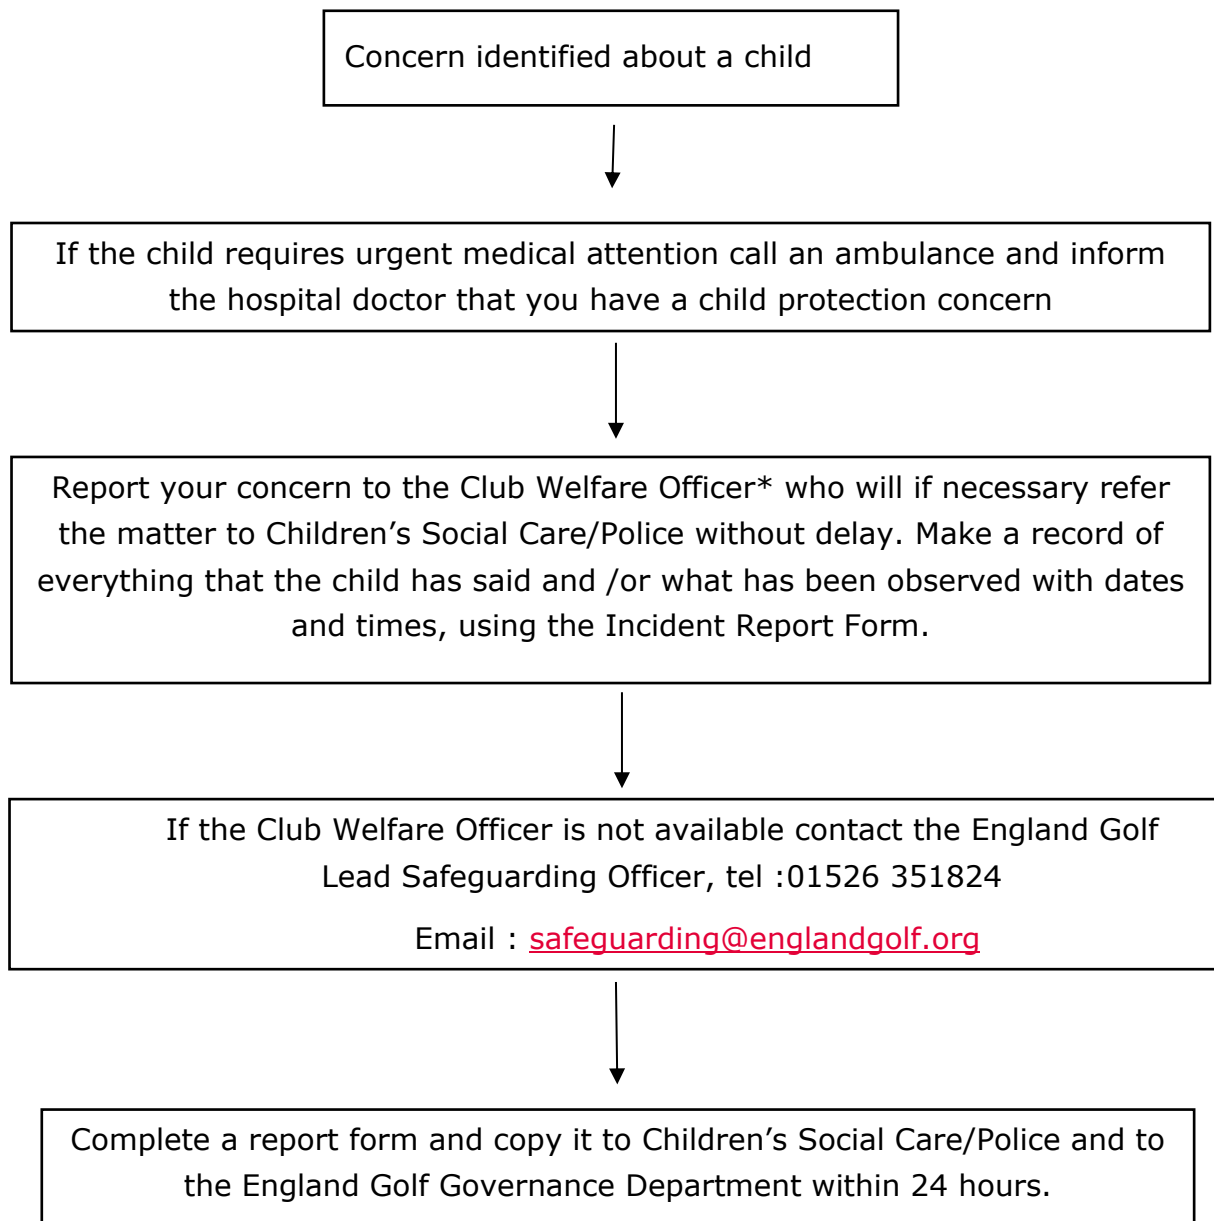 Concern identified about a child
If the child requires urgent medical attention call an ambulance and inform
the hospital doctor that you have a child protection concern
Report your concern to the Club Welfare Officer* who will if necessary refer
the matter to Children’s Social Care/Police without delay. Make a record of
everything that the child has said and /or what has been observed with dates
and times, using the Incident Report Form.
If the Club Welfare Officer is not available contact the England Golf
Lead Safeguarding Officer, tel :01526 351824
Email : safeguarding@englandgolf.org
Complete a report form and copy it to Children’s Social Care/Police and to
the England Golf Governance Department within 24 hours.